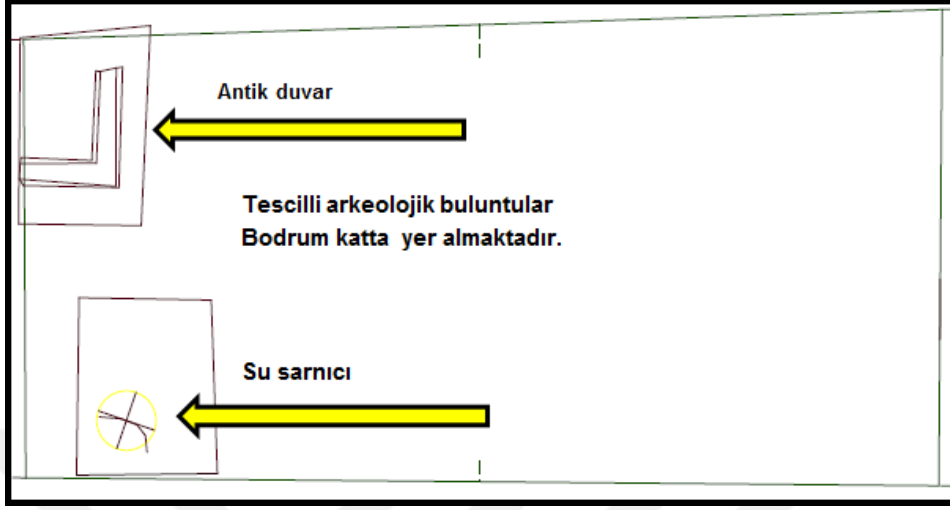 Antik duvar
Tescilli arkeolojik buluntular
Bodrum katta yer almaktadır.
Su sarnıcı